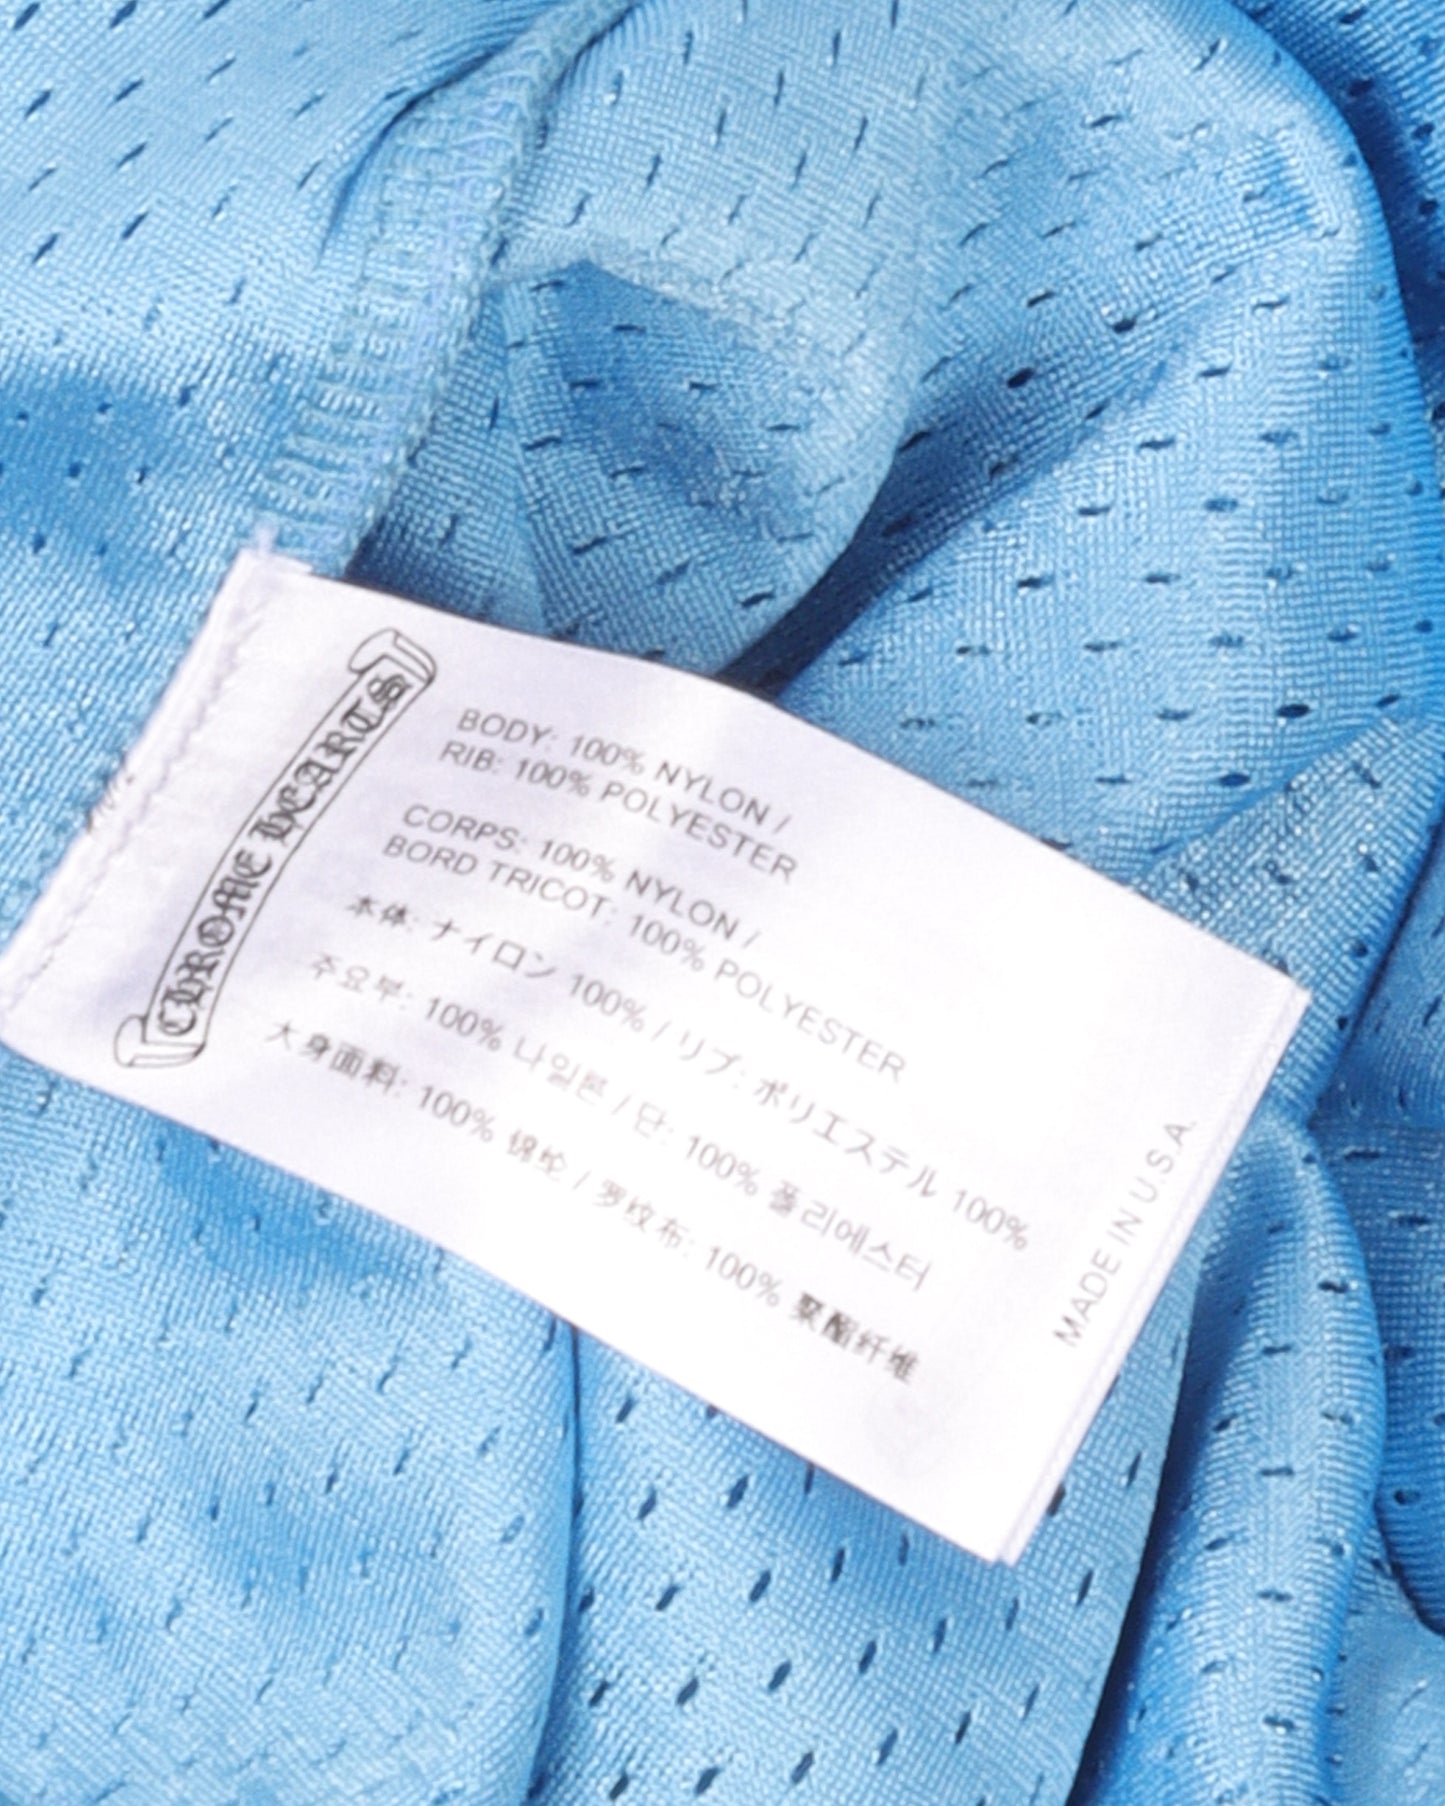 CHROME HEARTS
BODY: 100% NYLON /
RIB: 100% POLYESTER
CORPS: 100% NYLON /
BORD TRICOT: 100% POLYESTER
本体: ナイロン 100% / リブ: ポリエステル 100%
주요부: 100% 나일론 / 단: 100% 폴리에스터
大身面料: 100% 锦纶 / 罗纹布: 100% 聚酯纤维
MADE IN U.S.A.